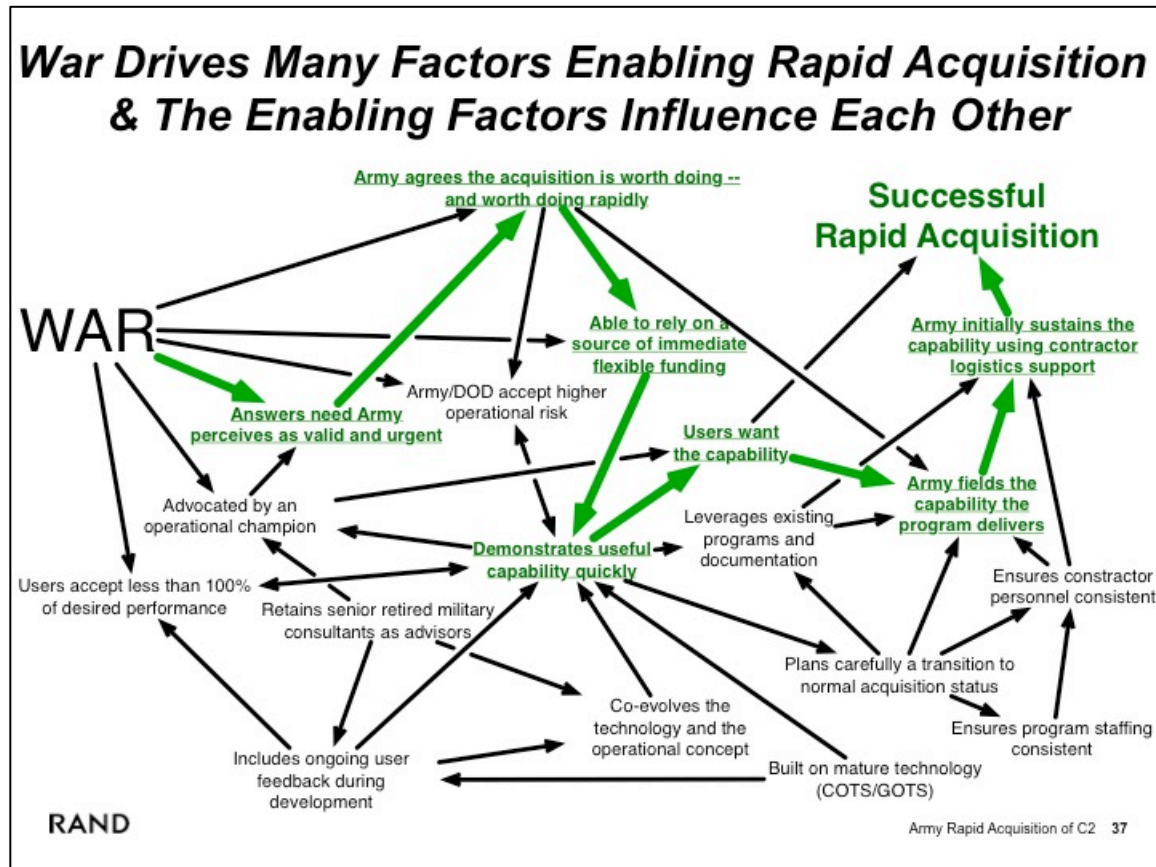 War Drives Many Factors Enabling Rapid Acquisition
& The Enabling Factors Influence Each Other
Army agrees the acquisition is worth doing --
and worth doing rapidly
Successful
Rapid Acquisition
WAR
Able to rely on a
source of immediate
flexible funding
Army initially sustains the
capability using contractor
logistics support
Army/DOD accept higher
operational risk
Answers need Army
perceives as valid and urgent
Users want
the capability
Army fields the
capability the
program delivers
Advocated by an
operational champion
Leverages existing
programs and
documentation
Demonstrates useful
capability quickly
Users accept less than 100%
of desired performance
Retains senior retired military
consultants as advisors
Ensures constractor
personnel consistent
Plans carefully a transition to
normal acquisition status
Co-evolves the
technology and the
operational concept
Ensures program staffing
consistent
Includes ongoing user
feedback during
development
Built on mature technology
(COTS/GOTS)
RAND
Army Rapid Acquisition of C2 37